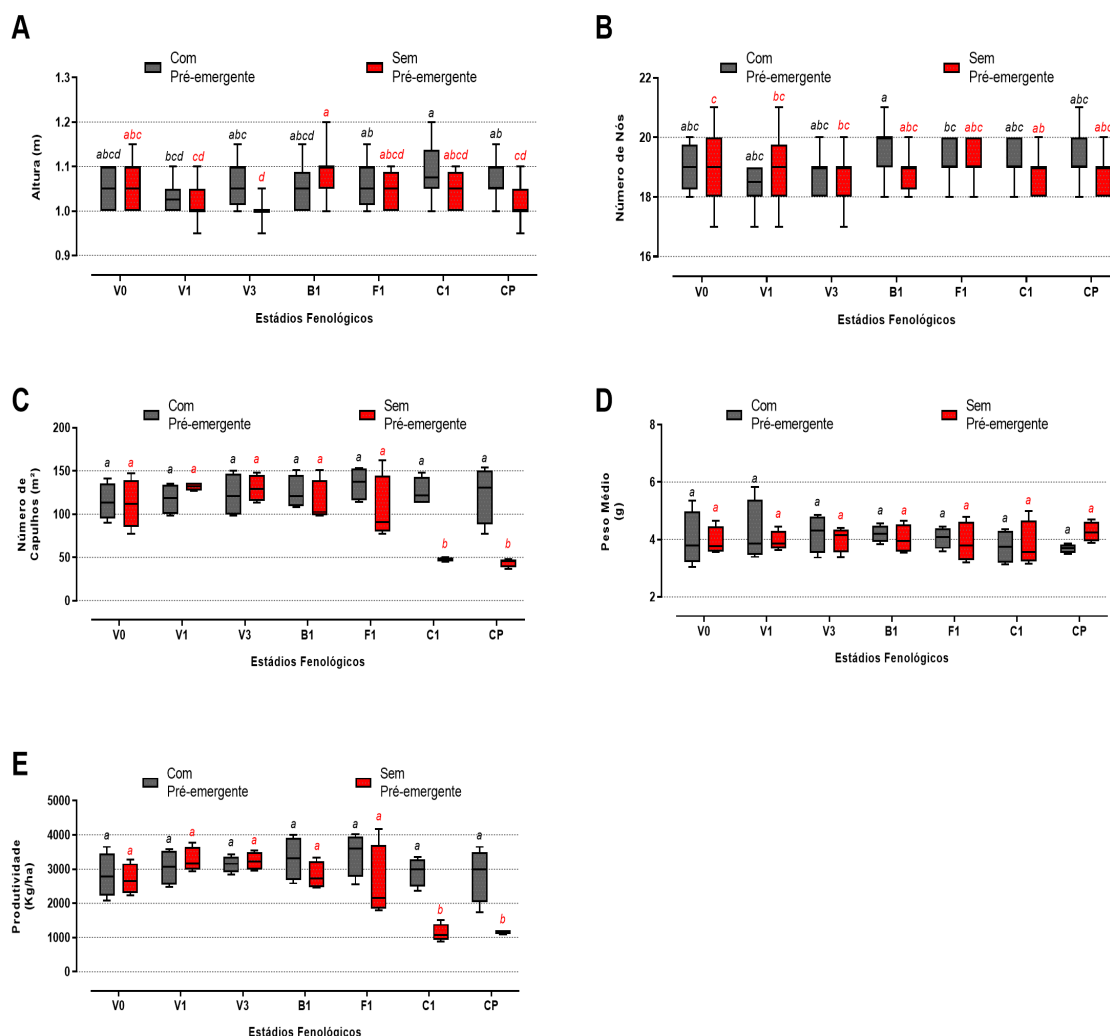 A
Com
Pré-emergente
Sem
Pré-emergente
Altura (m)
1.3
1.2
1.1
1.0
0.9
abcd
abc
bcd
cd
abc
d
abcd
a
ab
abcd
a
abcd
ab
cd
V0 V1 V3 B1 F1 C1 CP
Estádios Fenológicos
B
Com
Pré-emergente
Sem
Pré-emergente
Número de Nós
22
20
18
16
abc
c
abc
bc
abc
bc
a
abc
bc
abc
abc
ab
abc
abc
V0 V1 V3 B1 F1 C1 CP
Estádios Fenológicos
C
Com
Pré-emergente
Sem
Pré-emergente
Número de
Capulhos (m²)
200
150
100
50
0
a
a
a
a
a
a
a
a
a
a
a
b
a
b
V0 V1 V3 B1 F1 C1 CP
Estádios Fenológicos
D
Com
Pré-emergente
Sem
Pré-emergente
Peso Médio
(g)
8
6
4
2
a
a
a
a
a
a
a
a
a
a
a
a
a
a
V0 V1 V3 B1 F1 C1 CP
Estádios Fenológicos
E
Com
Pré-emergente
Sem
Pré-emergente
Produtividade
(Kg/ha)
5000
4000
3000
2000
1000
0
a
a
a
a
a
a
a
a
a
a
a
b
a
b
V0 V1 V3 B1 F1 C1 CP
Estádios Fenológicos